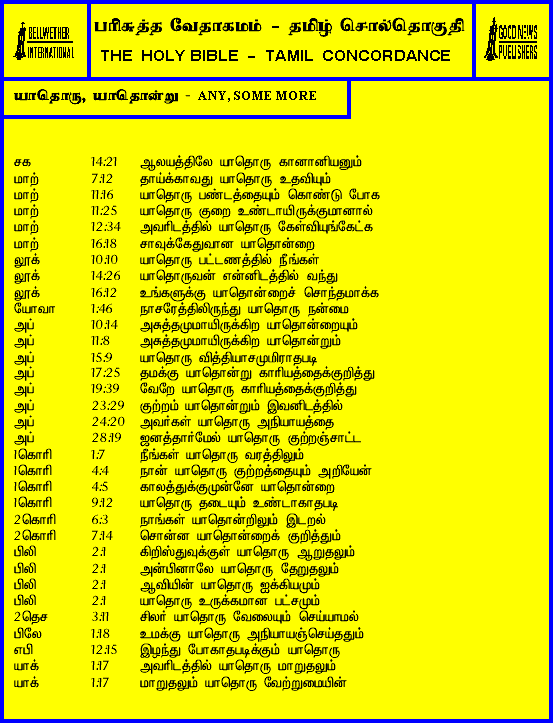 BELLWETHER INTERNATIONAL
பரிசுத்த வேதாகமம் - தமிழ் சொல்தொகுதி
THE HOLY BIBLE - TAMIL CONCORDANCE
GOOD NEWS PUBLISHERS
யாதொரு, யாதொன்று - ANY, SOME MORE
சக 14:21 ஆலயத்திலே யாதொரு கானானியனும்
மாற் 7:12 தாய்க்காவது யாதொரு உதவியும்
மாற் 11:16 யாதொரு பண்டத்தையும் கொண்டு போக
மாற் 11:25 யாதொரு குறை உண்டாயிருக்குமானால்
மாற் 12:34 அவரிடத்தில் யாதொரு கேள்வியுங்கேட்க
மாற் 16:18 சாவுக்கேதுவான யாதொன்றை
லூக் 10:10 யாதொரு பட்டணத்தில் நீங்கள்
லூக் 14:26 யாதொருவன் என்னிடத்தில் வந்து
லூக் 16:12 உங்களுக்கு யாதொன்றைச் சொந்தமாக்க
யோவா 1:46 நாசரேத்திலிருந்து யாதொரு நன்மை
அப் 10:14 அசுத்தமுமாயிருக்கிற யாதொன்றையும்
அப் 11:8 அசுத்தமுமாயிருக்கிற யாதொன்றும்
அப் 15:9 யாதொரு வித்தியாசமுமிராதபடி
அப் 17:25 தமக்கு யாதொன்று காரியத்தைக்குறித்து
அப் 19:39 வேறே யாதொரு காரியத்தைக்குறித்து
அப் 23:29 குற்றம் யாதொன்றும் இவனிடத்தில்
அப் 24:20 அவர்கள் யாதொரு அநியாயத்தை
அப் 28:19 ஜனத்தார்மேல் யாதொரு குற்றஞ்சாட்ட
1கொரி 1:7 நீங்கள் யாதொரு வரத்திலும்
1கொரி 4:4 நான் யாதொரு குற்றத்தையும் அறியேன்
1கொரி 4:5 காலத்துக்குமுன்னே யாதொன்றை
1கொரி 9:12 யாதொரு தடையும் உண்டாகாதபடி
2கொரி 6:3 நாங்கள் யாதொன்றிலும் இடறல்
2கொரி 7:14 சொன்ன யாதொன்றைக் குறித்தும்
பிலி 2:1 கிறிஸ்துவுக்குள் யாதொரு ஆறுதலும்
பிலி 2:1 அன்பினாலே யாதொரு தேறுதலும்
பிலி 2:1 ஆவியின் யாதொரு ஐக்கியமும்
பிலி 2:1 யாதொரு உருக்கமான பட்சமும்
2தெச 3:11 சிலர் யாதொரு வேலையும் செய்யாமல்
பிலே 1:18 உமக்கு யாதொரு அநியாயஞ்செய்ததும்
எபி 12:15 இழந்து போகாதபடிக்கும் யாதொரு
யாக் 1:17 அவரிடத்தில் யாதொரு மாறுதலும்
யாக் 1:17 மாறுதலும் யாதொரு வேற்றுமையின்